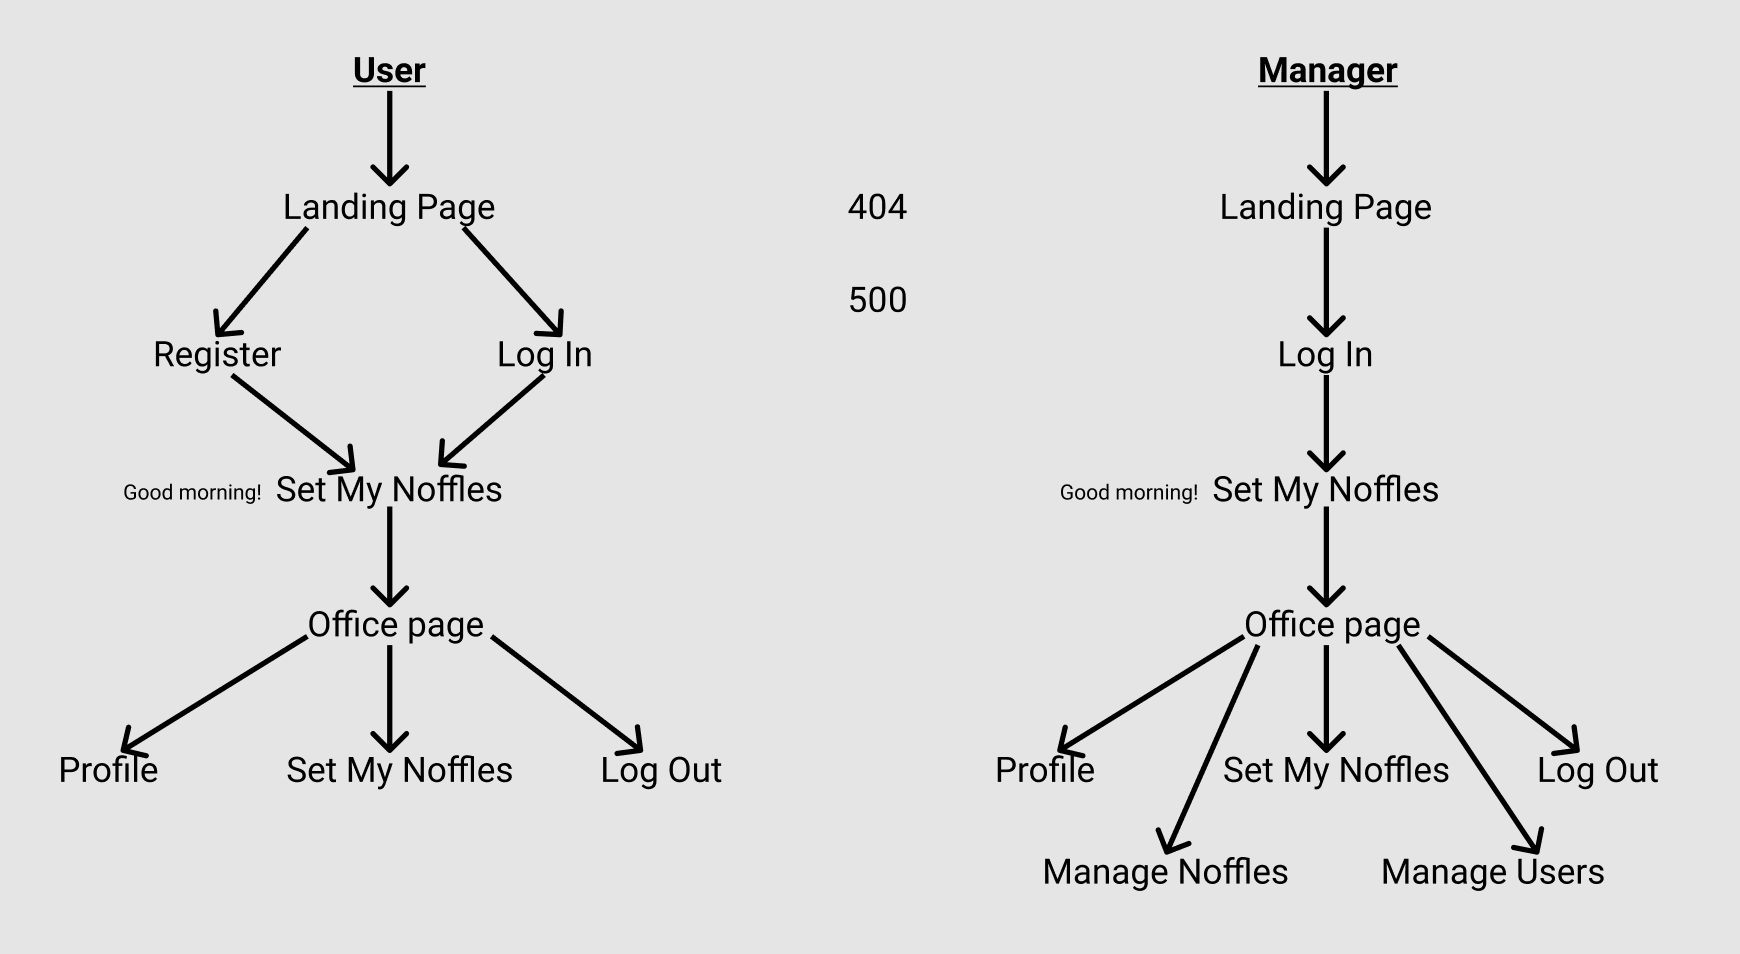 User
Landing Page
Register
Log In
Good morning!
Set My Noffles
Office page
Profile
Set My Noffles
Log Out
404
500
Manager
Landing Page
Log In
Good morning!
Set My Noffles
Office page
Profile
Set My Noffles
Log Out
Manage Noffles
Manage Users